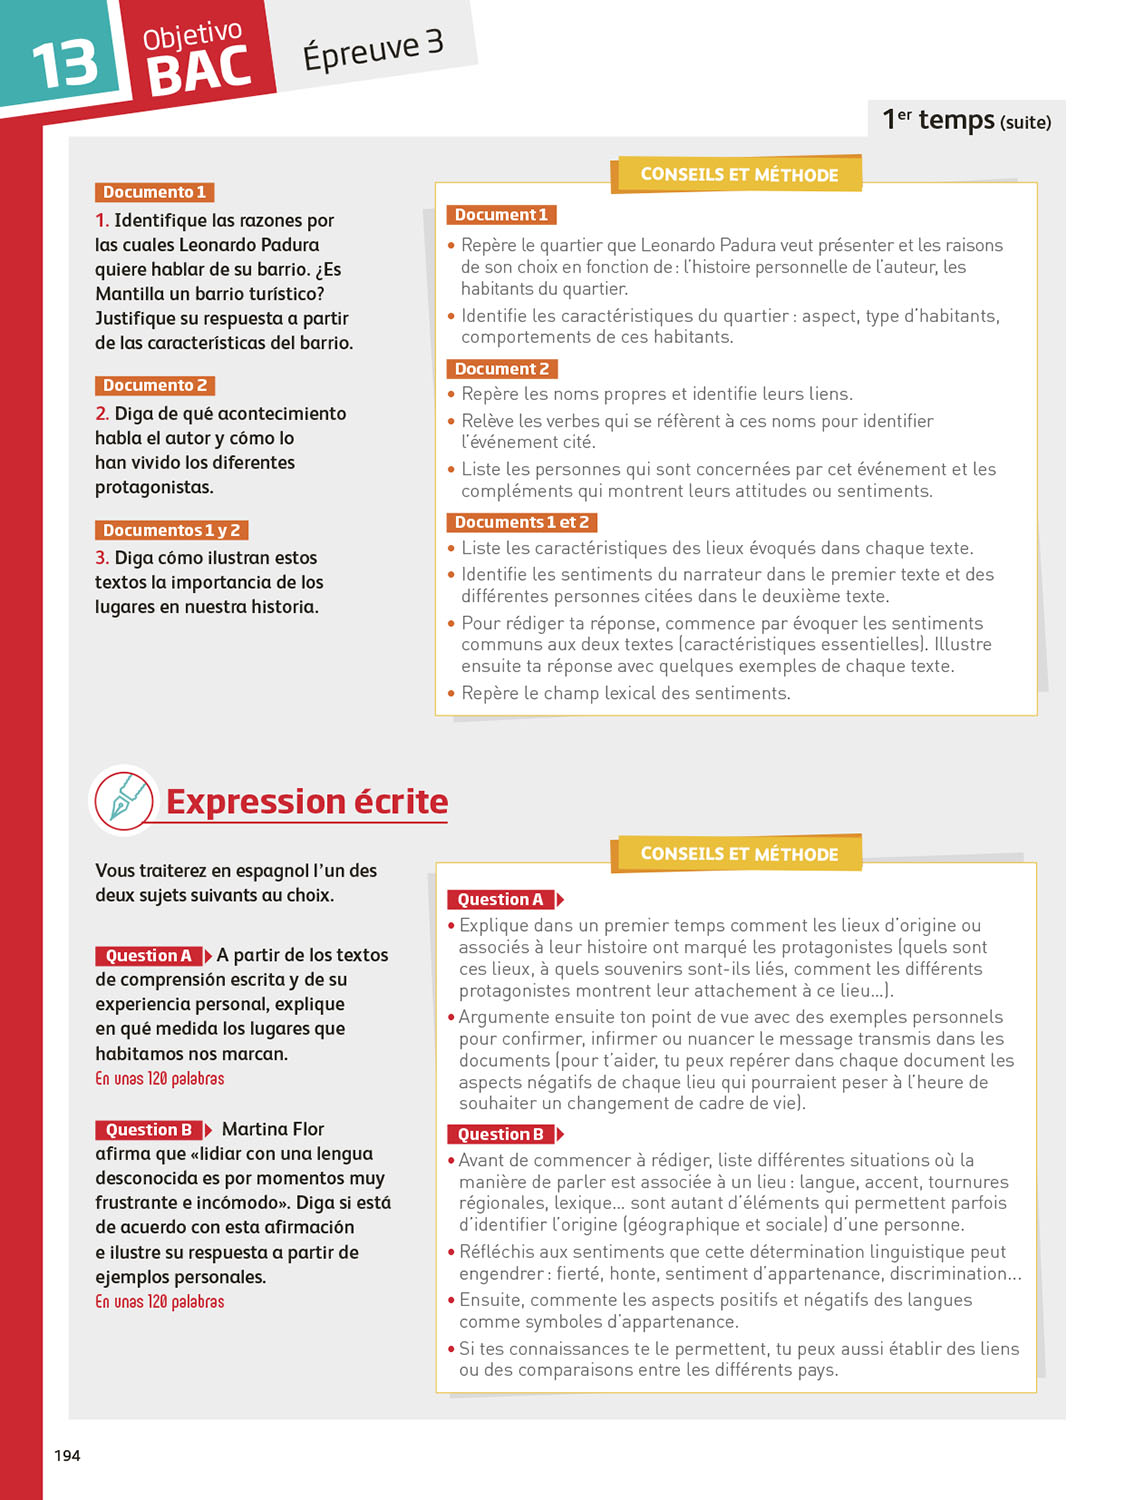 13
Objetivo
BAC
Épreuve 3
1er temps (suite)
Documento 1
1. Identifique las razones por
las cuales Leonardo Padura
quiere hablar de su barrio. ¿Es
Mantilla un barrio turístico?
Justifique su respuesta a partir
de las características del barrio.
Documento 2
2. Diga de qué acontecimiento
habla el autor y cómo lo
han vivido los diferentes
protagonistas.
Documentos 1 y 2
3. Diga cómo ilustran estos
textos la importancia de los
lugares en nuestra historia.
CONSEILS ET MÉTHODE
Document 1
• Repère le quartier que Leonardo Padura veut présenter et les raisons
de son choix en fonction de : l'histoire personnelle de l'auteur, les
habitants du quartier.
• Identifie les caractéristiques du quartier : aspect, type d'habitants,
comportements de ces habitants.
Document 2
• Repère les noms propres et identifie leurs liens.
• Relève les verbes qui se réfèrent à ces noms pour identifier
l'événement cité.
• Liste les personnes qui sont concernées par cet événement et les
compléments qui montrent leurs attitudes ou sentiments.
Documents 1 et 2
• Liste les caractéristiques des lieux évoqués dans chaque texte.
• Identifie les sentiments du narrateur dans le premier texte et des
différentes personnes citées dans le deuxième texte.
• Pour rédiger ta réponse, commence par évoquer les sentiments
communs aux deux textes (caractéristiques essentielles). Illustre
ensuite ta réponse avec quelques exemples de chaque texte.
• Repère le champ lexical des sentiments.
Expression écrite
Vous traiterez en espagnol l'un des
deux sujets suivants au choix.
Question A A partir de los textos
de comprensión escrita y de su
experiencia personal, explique
en qué medida los lugares que
habitamos nos marcan.
En unas 120 palabras
Question B Martina Flor
afirma que «lidiar con una lengua
desconocida es por momentos muy
frustrante e incómodo». Diga si está
de acuerdo con esta afirmación
e ilustre su respuesta a partir de
ejemplos personales.
En unas 120 palabras
CONSEILS ET MÉTHODE
Question A
• Explique dans un premier temps comment les lieux d'origine ou
associés à leur histoire ont marqué les protagonistes (quels sont
ces lieux, à quels souvenirs sont-ils liés, comment les différents
protagonistes montrent leur attachement à ce lieu…).
• Argumente ensuite ton point de vue avec des exemples personnels
pour confirmer, infirmer ou nuancer le message transmis dans les
documents (pour t'aider, tu peux repérer dans chaque document les
aspects négatifs de chaque lieu qui pourraient peser à l'heure de
souhaiter un changement de cadre de vie).
Question B
• Avant de commencer à rédiger, liste différentes situations où la
manière de parler est associée à un lieu : langue, accent, tournures
régionales, lexique… sont autant d'éléments qui permettent parfois
d'identifier l'origine (géographique et sociale) d'une personne.
• Réfléchis aux sentiments que cette détermination linguistique peut
engendrer : fierté, honte, sentiment d'appartenance, discrimination…
• Ensuite, commente les aspects positifs et négatifs des langues
comme symboles d'appartenance.
• Si tes connaissances te le permettent, tu peux aussi établir des liens
ou des comparaisons entre les différents pays.
194